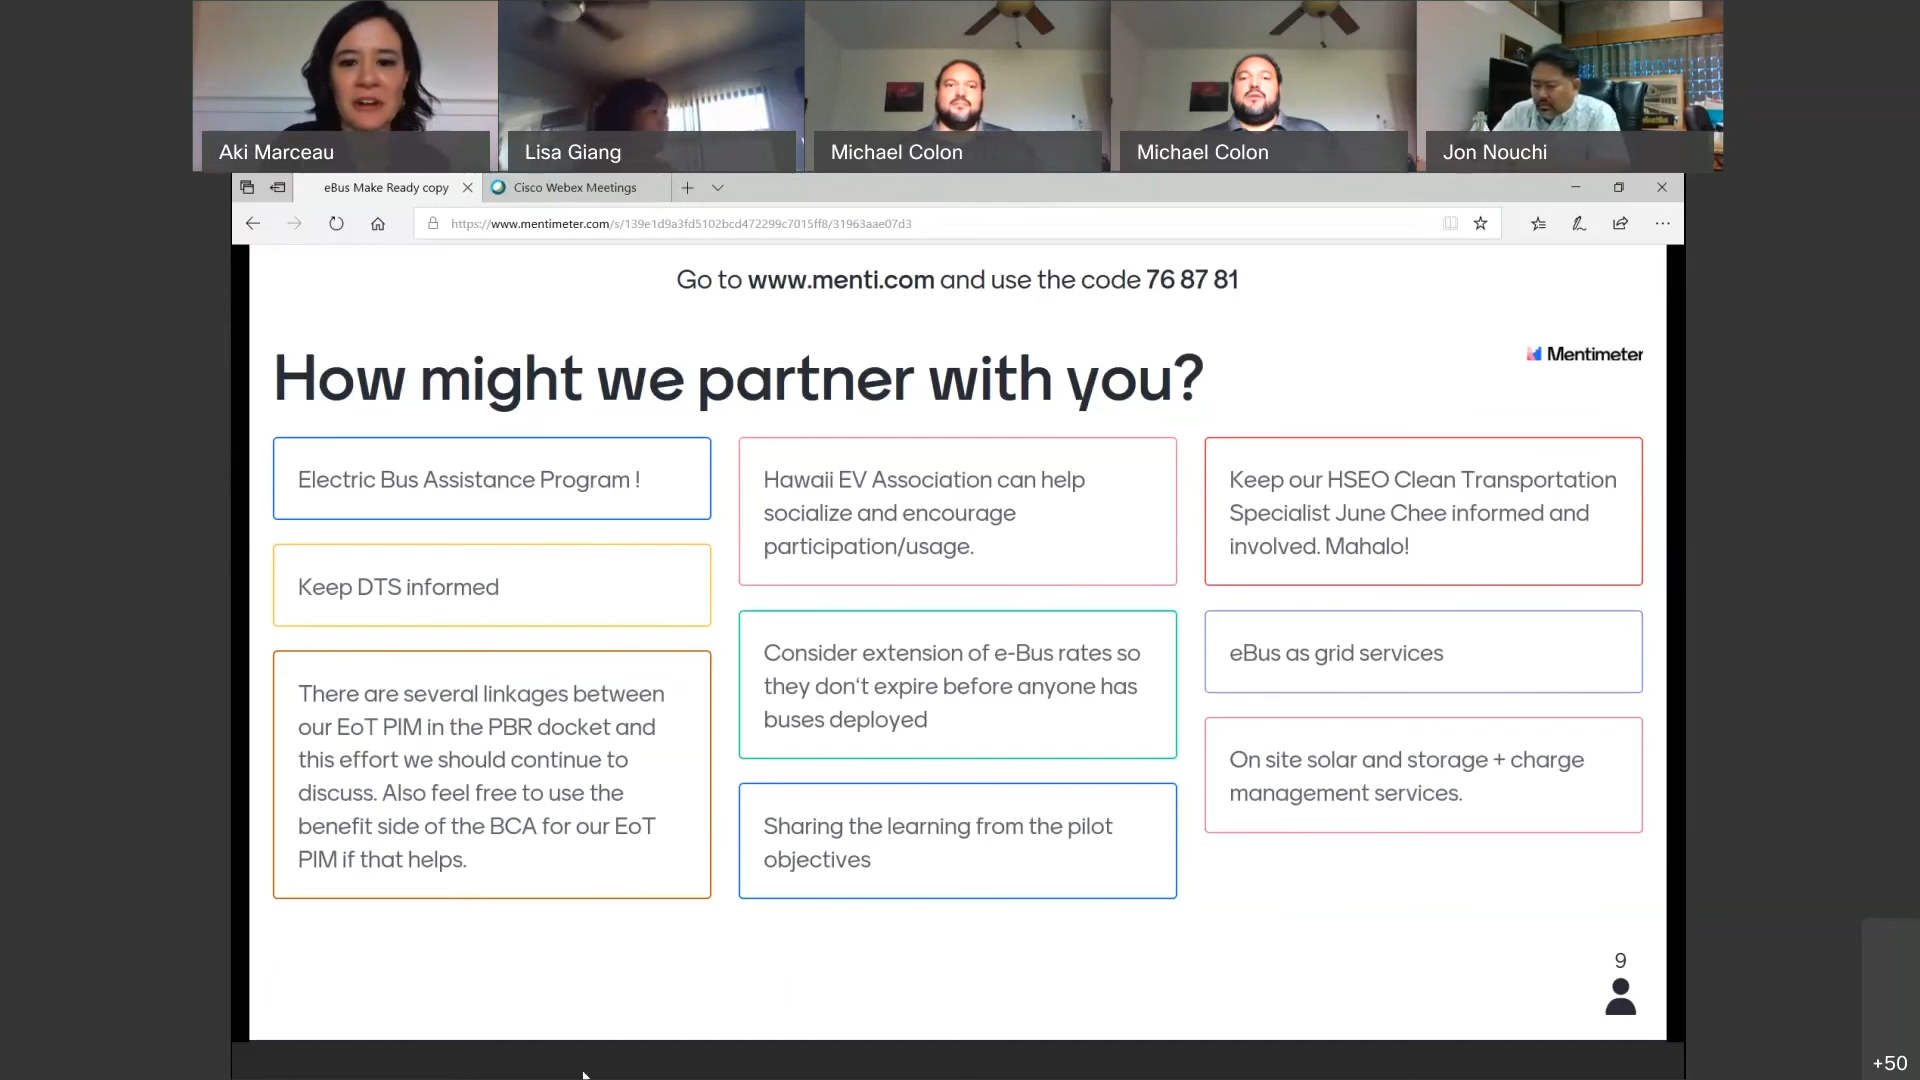 Aki Marceau
Lisa Giang
Michael Colon
Michael Colon
Jon Nouchi
eBus Make Ready copy
Cisco Webex Meetings
https://www.mentimeter.com/s/139e1d9a3fd5102bcd472299c7015ff8/31963aae07d3
Go to www.menti.com and use the code 76 87 81
Mentimeter
How might we partner with you?
Electric Bus Assistance Program !
Keep DTS informed
There are several linkages between
our EoT PIM in the PBR docket and
this effort we should continue to
discuss. Also feel free to use the
benefit side of the BCA for our EoT
PIM if that helps.
Hawaii EV Association can help
socialize and encourage
participation/usage.
Consider extension of e-Bus rates so
they don't expire before anyone has
buses deployed
Sharing the learning from the pilot
objectives
Keep our HSEO Clean Transportation
Specialist June Chee informed and
involved. Mahalo!
eBus as grid services
On site solar and storage + charge
management services.
9
+50